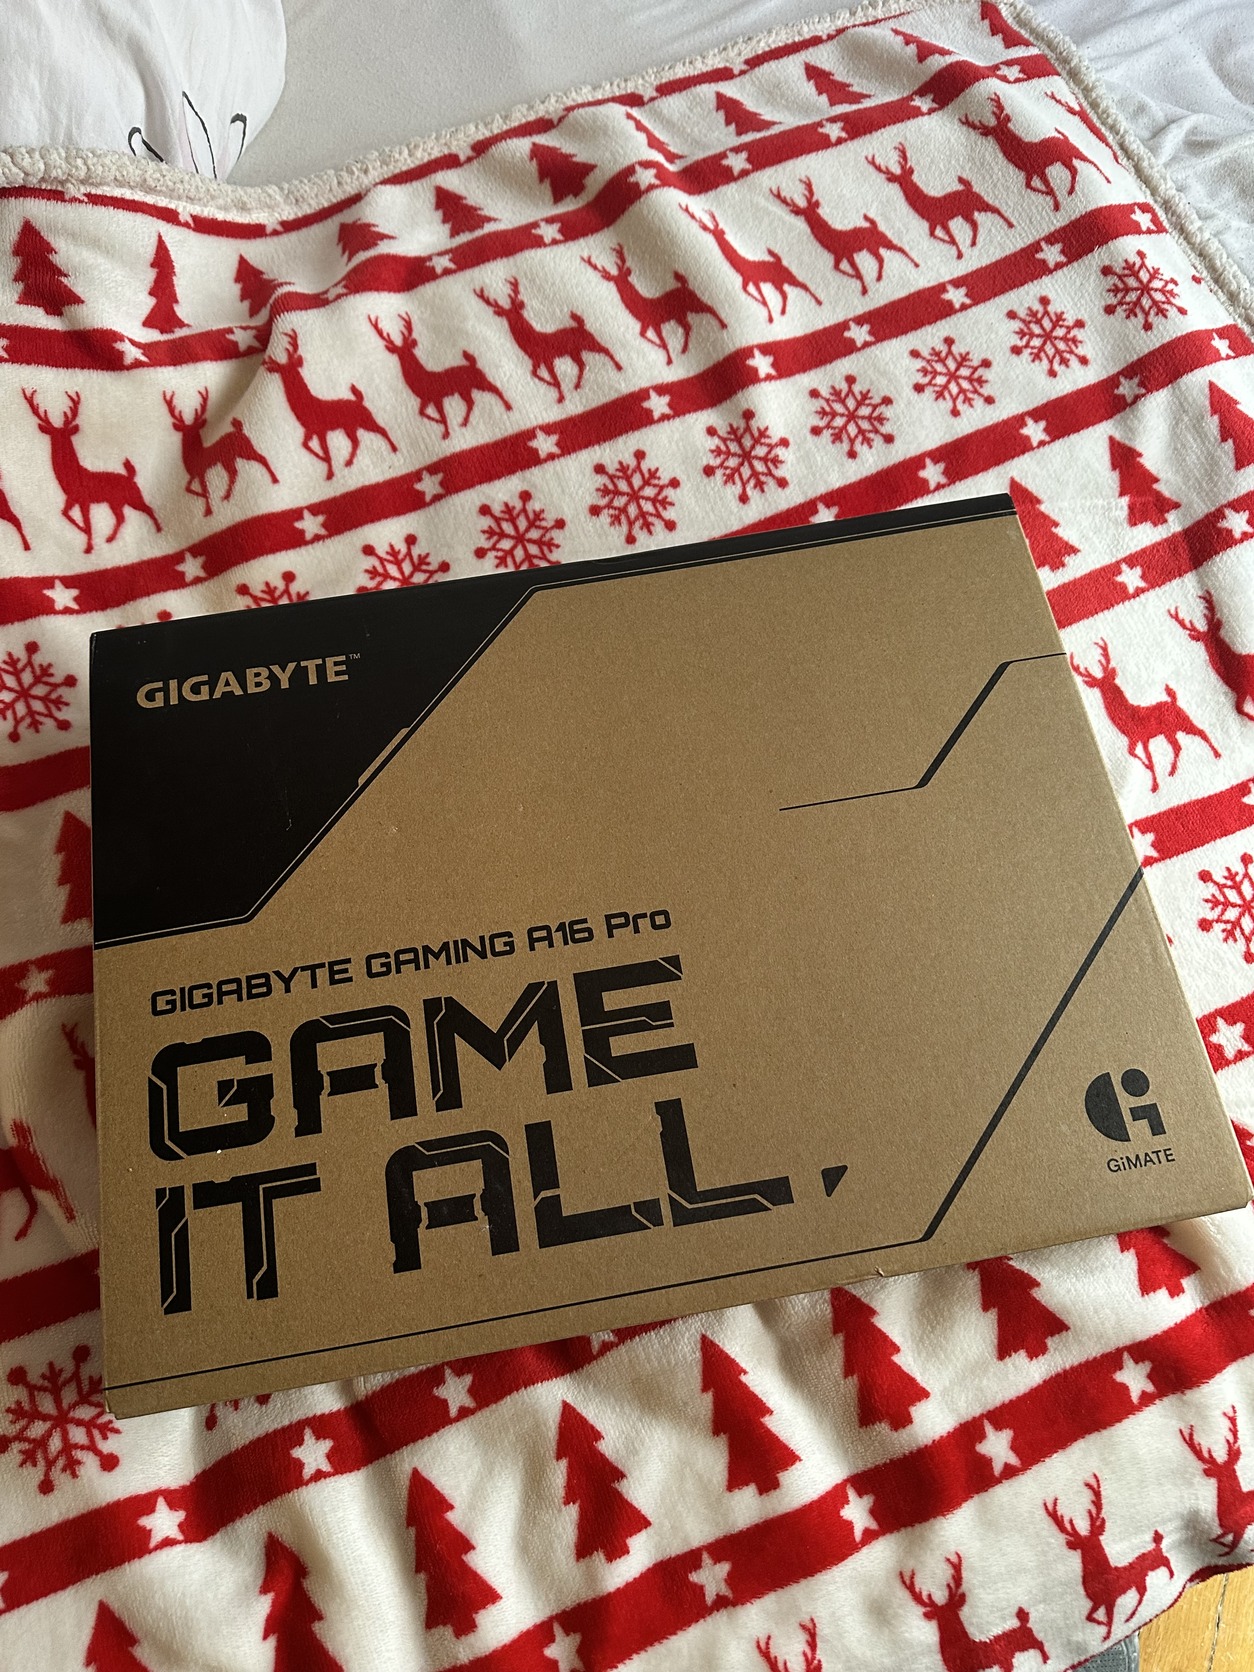 GIGABYTE™
GIGABYTE GAMING A16 Pro
GAME
IT ALL.
GiMATE